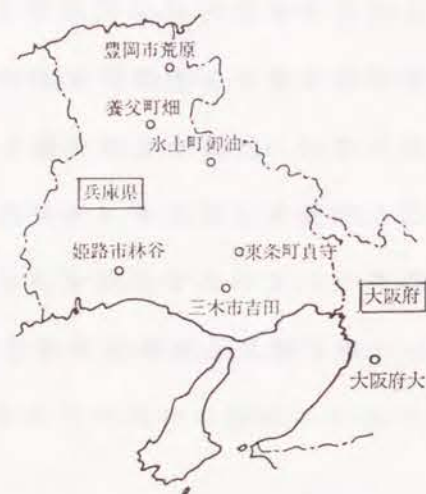 豊岡市荒原
養父町畑
氷上町御油
兵庫県
姫路市林谷
東条町貞守
三木市吉田
大阪府
大阪府大